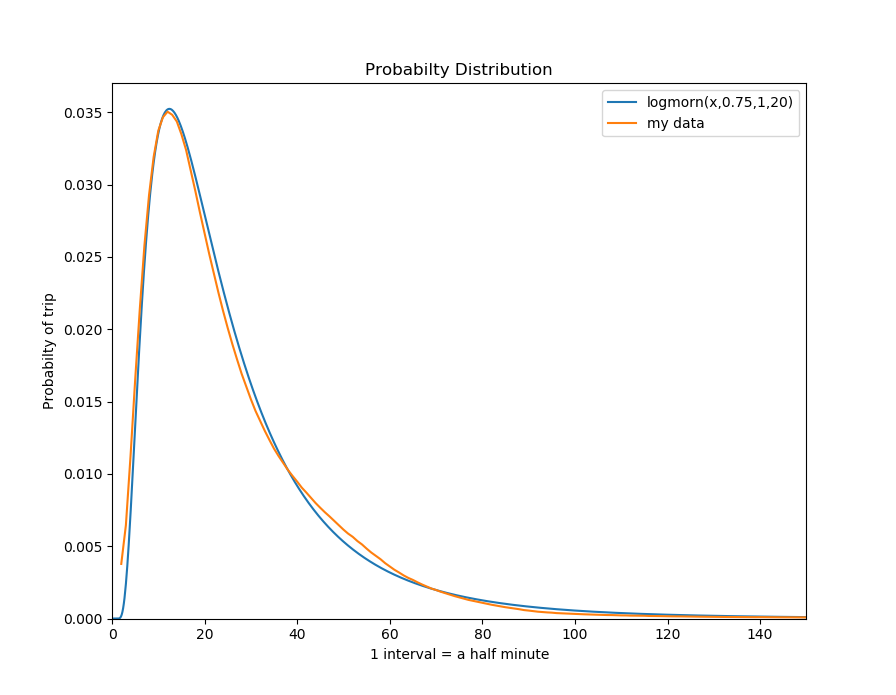 Probabilty Distribution
logmorn(x,0.75,1,20)
my data
Probabilty of trip
0.035
0.030
0.025
0.020
0.015
0.010
0.005
0.000
0 20 40 60 80 100 120 140
1 interval = a half minute